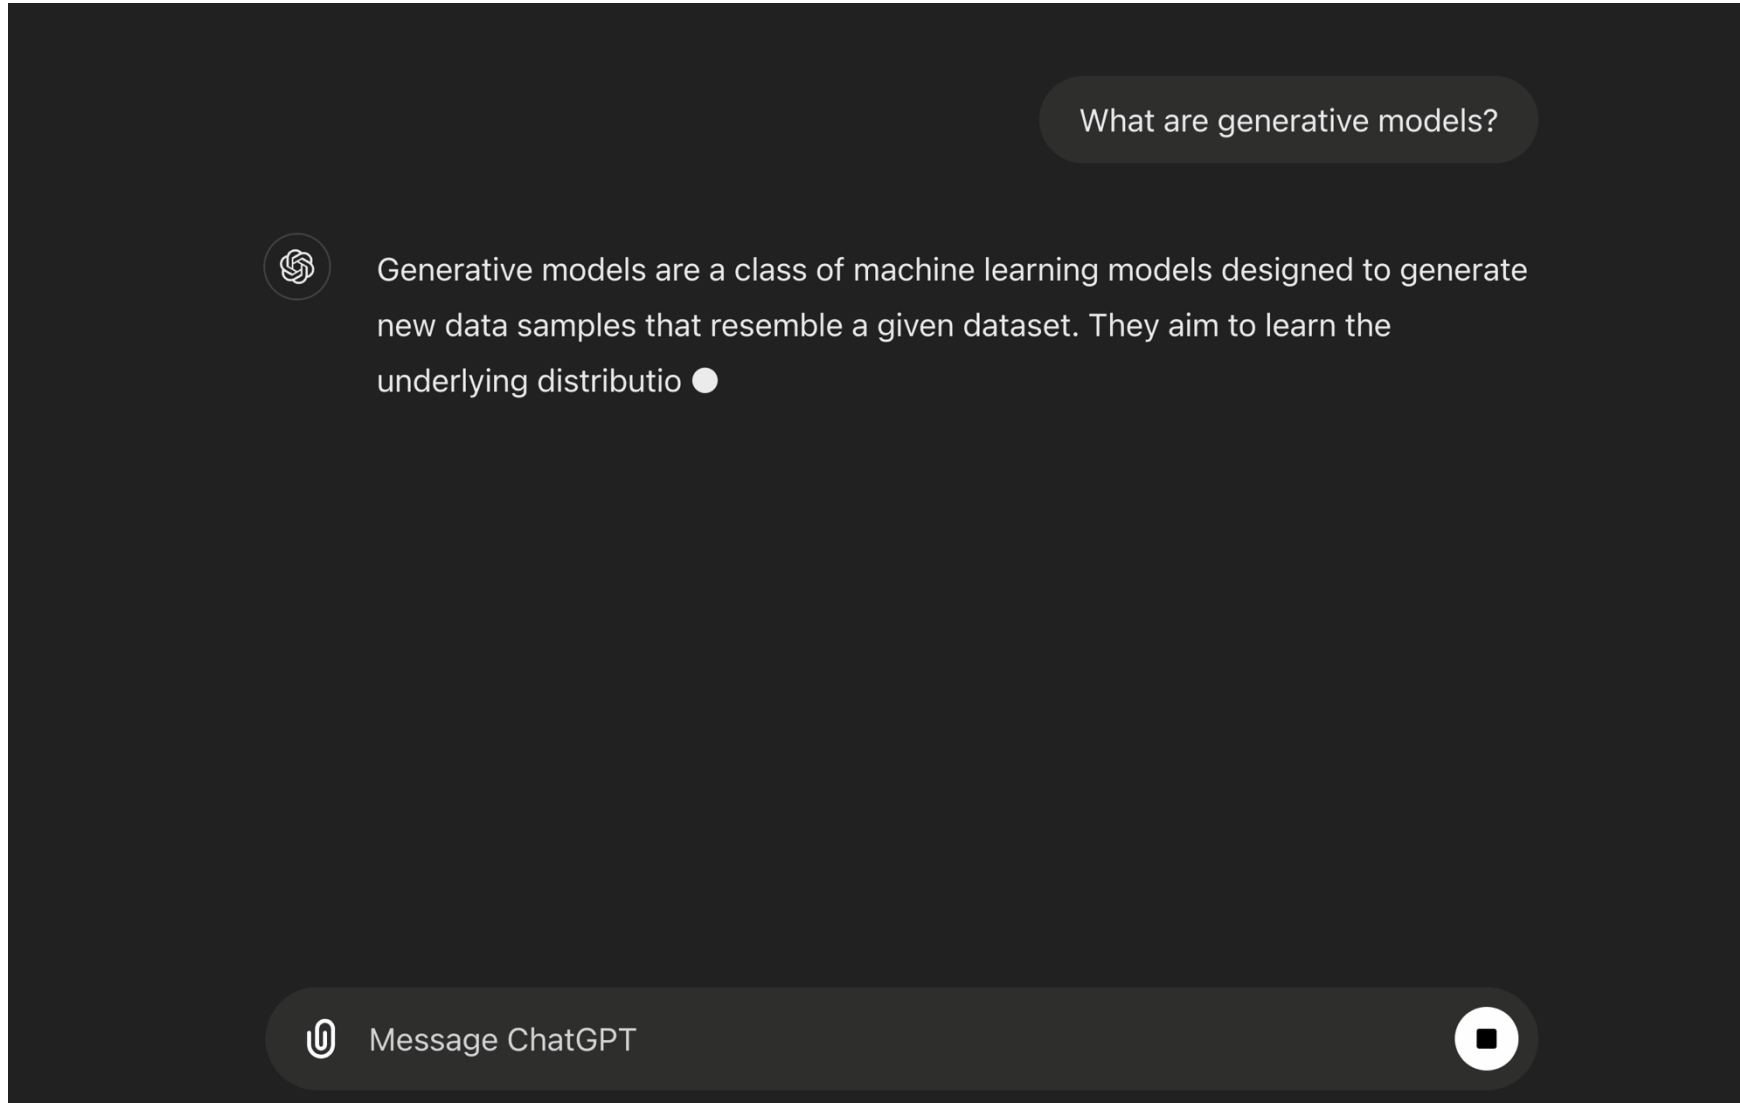 What are generative models?
Generative models are a class of machine learning models designed to generate
new data samples that resemble a given dataset. They aim to learn the
underlying distributio
Message ChatGPT